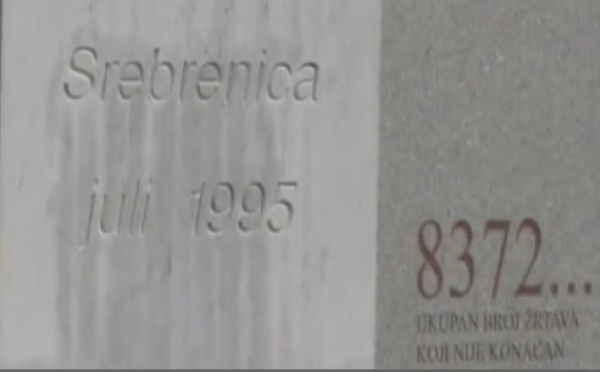 Srebrenica
juli 1995
8372...
UKUPAN BROJ ŽRTAVA
KOJI NIJE KONAČAN